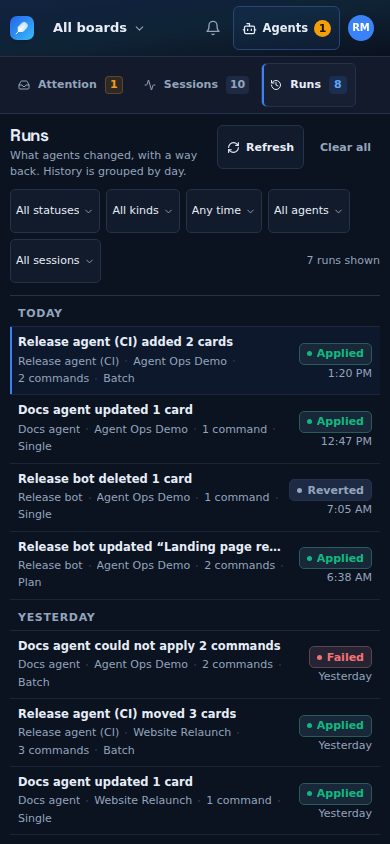 All boards
Agents 1
RM
Attention 1
Sessions 10
Runs 8
Runs
What agents changed, with a way
back. History is grouped by day.
Refresh
Clear all
All statuses
All kinds
Any time
All agents
All sessions
7 runs shown
TODAY
Release agent (CI) added 2 cards
Release agent (CI) · Agent Ops Demo ·
2 commands · Batch
Applied
1:20 PM
Docs agent updated 1 card
Docs agent · Agent Ops Demo · 1 command ·
Single
Applied
12:47 PM
Release bot deleted 1 card
Release bot · Agent Ops Demo · 1 command ·
Single
Reverted
7:05 AM
Release bot updated “Landing page re…
Release bot · Agent Ops Demo · 2 commands ·
Plan
Applied
6:38 AM
YESTERDAY
Docs agent could not apply 2 commands
Docs agent · Agent Ops Demo · 2 commands ·
Batch
Failed
Yesterday
Release agent (CI) moved 3 cards
Release agent (CI) · Website Relaunch ·
3 commands · Batch
Applied
Yesterday
Docs agent updated 1 card
Docs agent · Website Relaunch · 1 command ·
Single
Applied
Yesterday